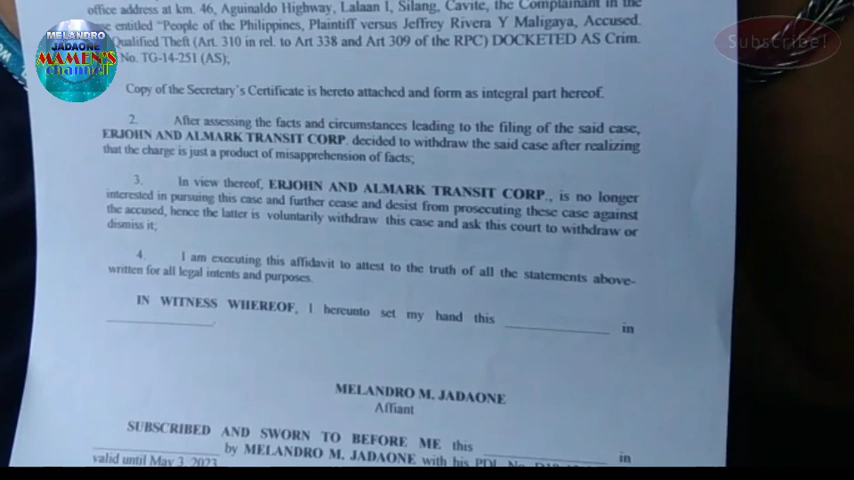 office address at km. 46, Aguinaldo Highway, Lalaan I, Silang, Cavite, the Complainant in the
entitled "People of the Philippines, Plaintiff versus Jeffrey Rivera Y Maligaya, Accused.
Qualified Theft (Art. 310 in rel. to Art 338 and Art 309 of the RPC) DOCKETED AS Crim.
No. TG-14-251 (AS);
MELANDRO
JADAONE
MAMEN'S
channel
Subscribe!
Copy of the Secretary's Certificate is hereto attached and form as integral part hereof.
2. After assessing the facts and circumstances leading to the filing of the said case,
ERJOHN AND ALMARK TRANSIT CORP. decided to withdraw the said case after realizing
that the charge is just a product of misapprehension of facts;
3. In view thereof, ERJOHN AND ALMARK TRANSIT CORP., is no longer
interested in pursuing this case and further cease and desist from prosecuting these case against
the accused, hence the latter is voluntarily withdraw this case and ask this court to withdraw or
dismiss it;
4. I am executing this affidavit to attest to the truth of all the statements above-
written for all legal intents and purposes.
IN WITNESS WHEREOF, I hereunto set my hand this ____________ in
____________.
MELANDRO M. JADAONE
Affiant
SUBSCRIBED AND SWORN TO BEFORE ME this ____________ in
____________ by MELANDRO M. JADAONE with his PDL No.
valid until May 3, 2023